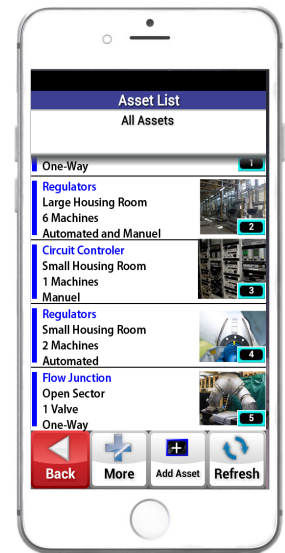 Asset List
All Assets
One-Way
1
Regulators
Large Housing Room
6 Machines
Automated and Manuel
2
Circuit Controler
Small Housing Room
1 Machines
Manuel
3
Regulators
Small Housing Room
2 Machines
Automated
4
Flow Junction
Open Sector
1 Valve
One-Way
5
Back
More
Add Asset
Refresh